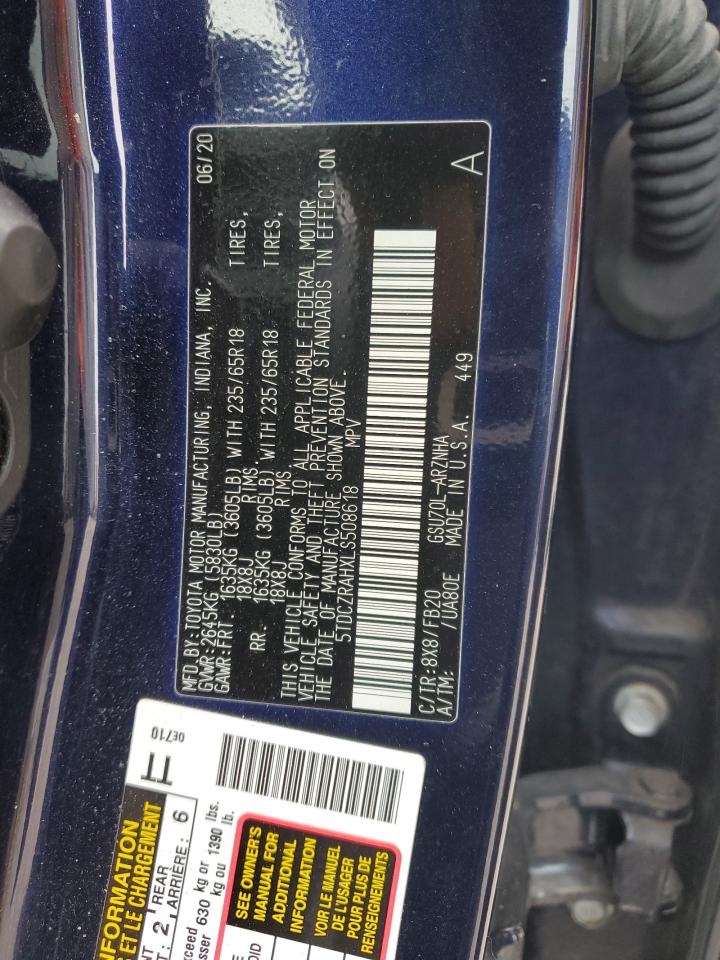 MFD.BY:TOYOTA MOTOR MANUFACTURING, INDIANA, INC. 06/20
GVWR:2645KG (5830LB)
GAWR:FRT. 1635KG (3605LB) WITH 235/65R18 TIRES,
18X8J RIMS
RR. 1635KG (3605LB) WITH 235/65R18 TIRES,
18X8J RIMS
THIS VEHICLE CONFORMS TO ALL APPLICABLE FEDERAL MOTOR
VEHICLE SAFETY AND THEFT PREVENTION STANDARDS IN EFFECT ON
THE DATE OF MANUFACTURE SHOWN ABOVE.
5TDCZRAHXLS508618 MPV
C/TR:8X8/FB20 GSU70L-ARZNHA
A/TM: /UA80E MADE IN U.S.A. 449
A
0E710
NFORMATION
S ET LE CHARGEMENT
NT : 2 REAR
ARRIÈRE : 6
xceed 630 kg or 1390 lbs.
sser kg ou lb.
SEE OWNER'S
MANUAL FOR
ADDITIONAL
INFORMATION
VOIR LE MANUEL
DE L'USAGER
POUR PLUS DE
RENSEIGNEMENTS